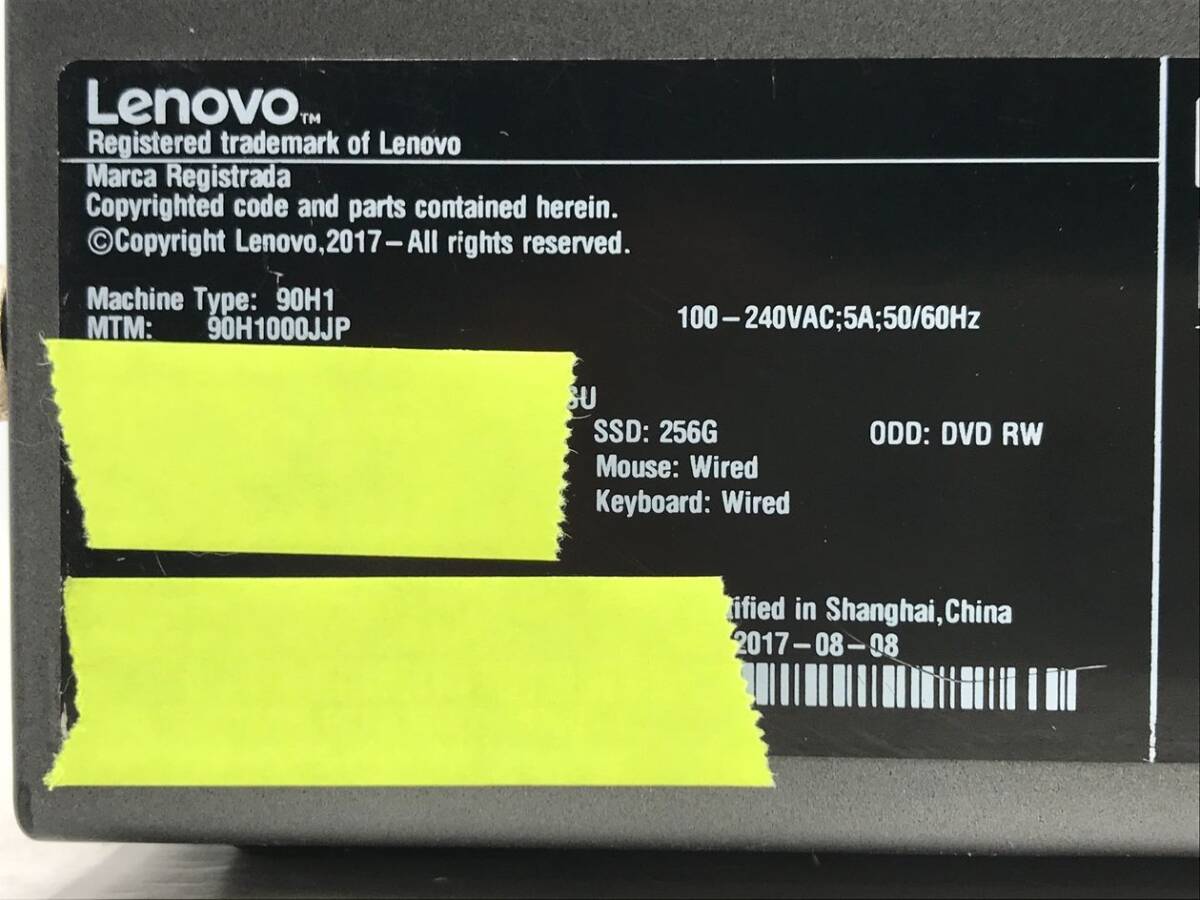 Lenovo™
Registered trademark of Lenovo
Marca Registrada
Copyrighted code and parts contained herein.
©Copyright Lenovo,2017–All rights reserved.
Machine Type: 90H1
MTM: 90H1000JJP
100–240VAC;5A;50/60Hz
SSD: 256G ODD: DVD RW
Mouse: Wired
Keyboard: Wired
in Shanghai,China
2017–08–08